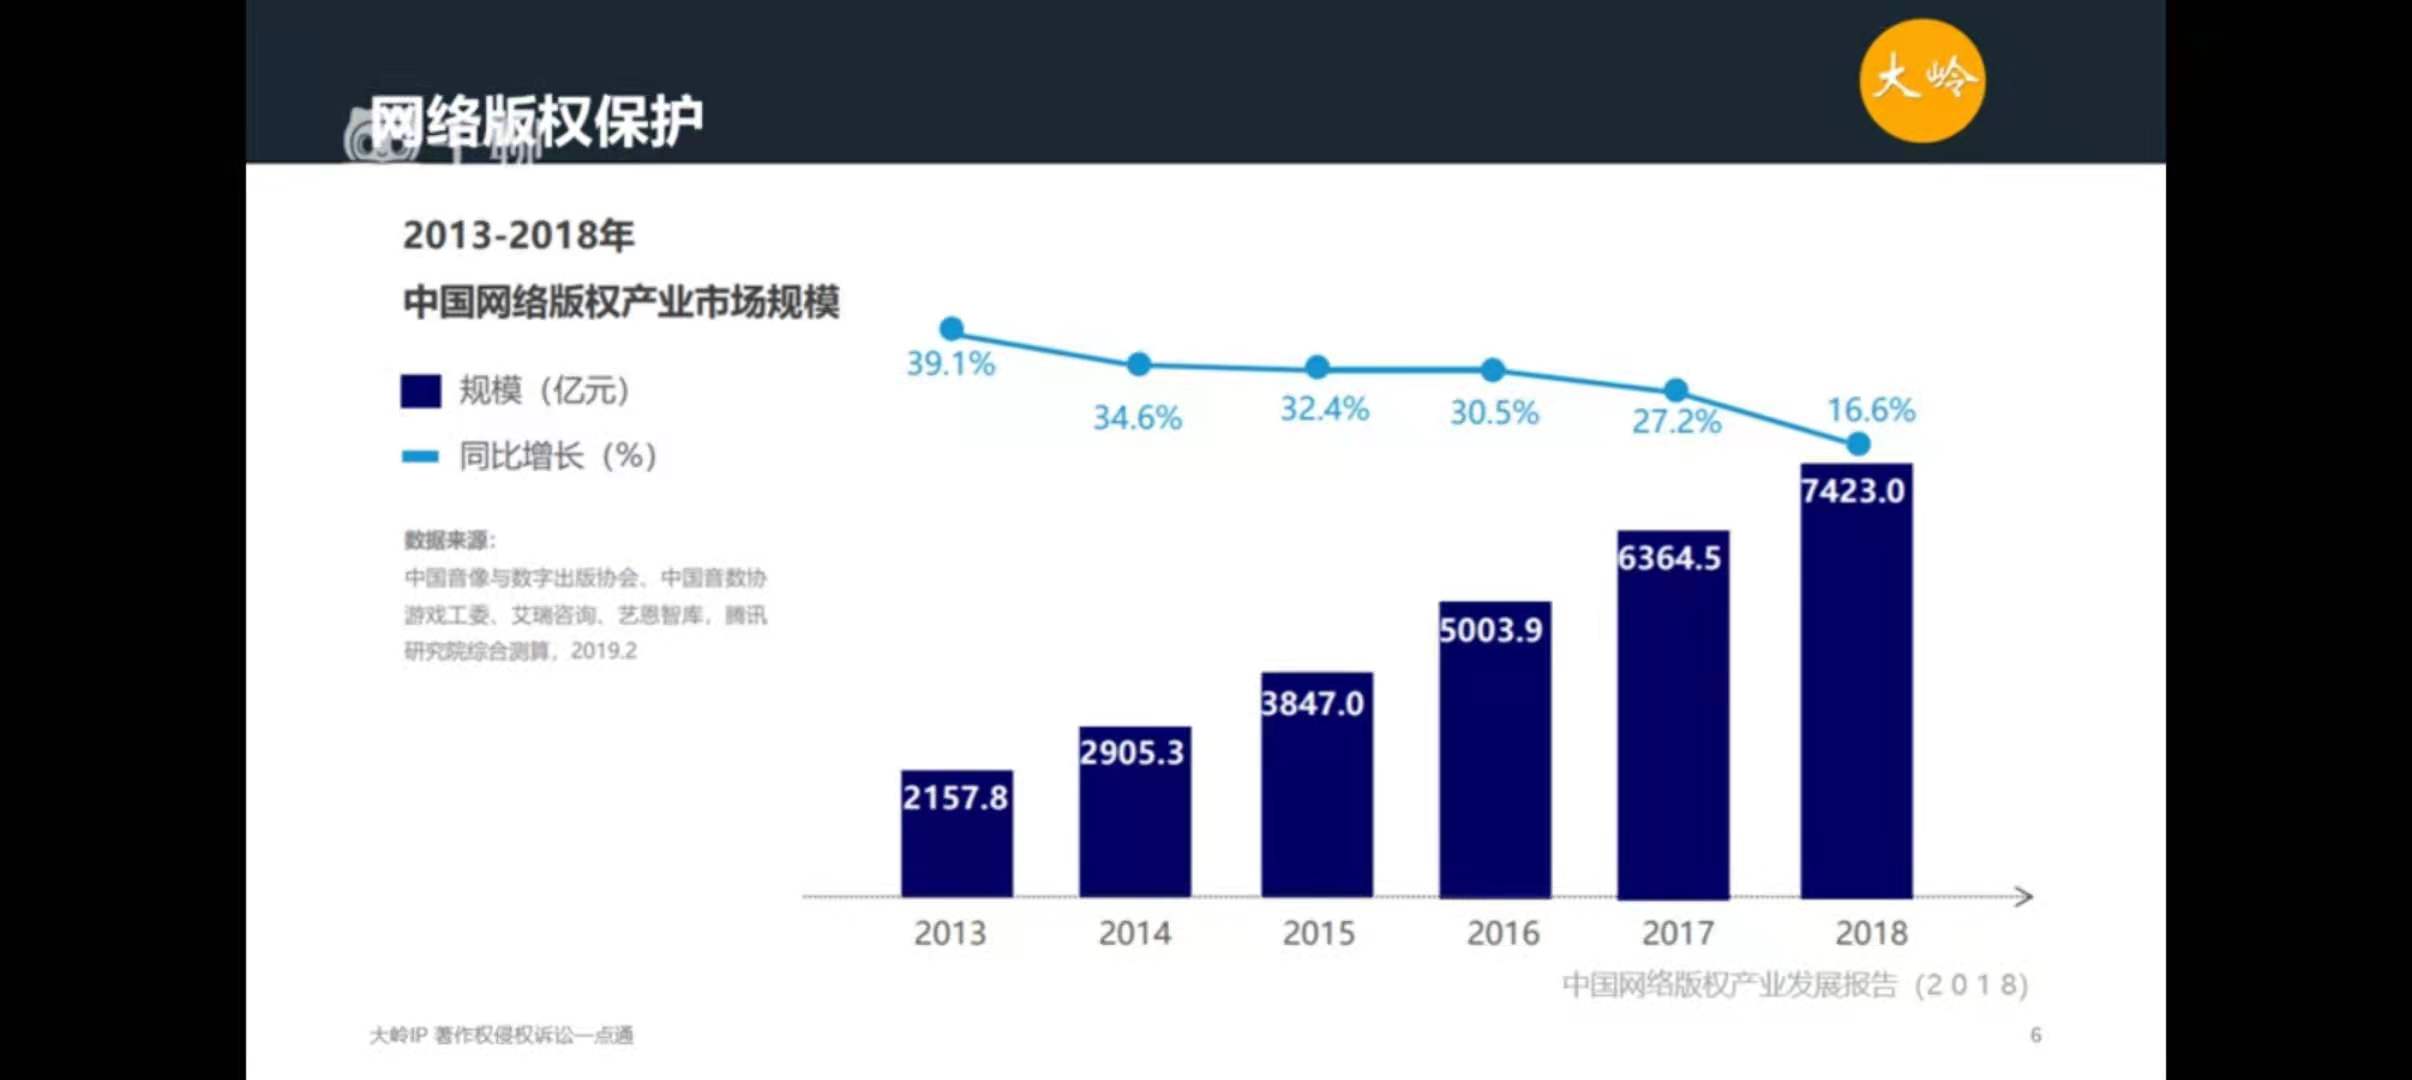 大岭
网络版权保护
2013-2018年
中国网络版权产业市场规模
规模（亿元）
同比增长（%）
数据来源：
中国音像与数字出版协会、中国音数协
游戏工委、艾瑞咨询、艺恩智库，腾讯
研究院综合测算，2019.2
39.1%
34.6%
32.4%
30.5%
27.2%
16.6%
2157.8
2905.3
3847.0
5003.9
6364.5
7423.0
2013 2014 2015 2016 2017 2018
中国网络版权产业发展报告（2018）
大岭IP 著作权侵权诉讼一点通
6